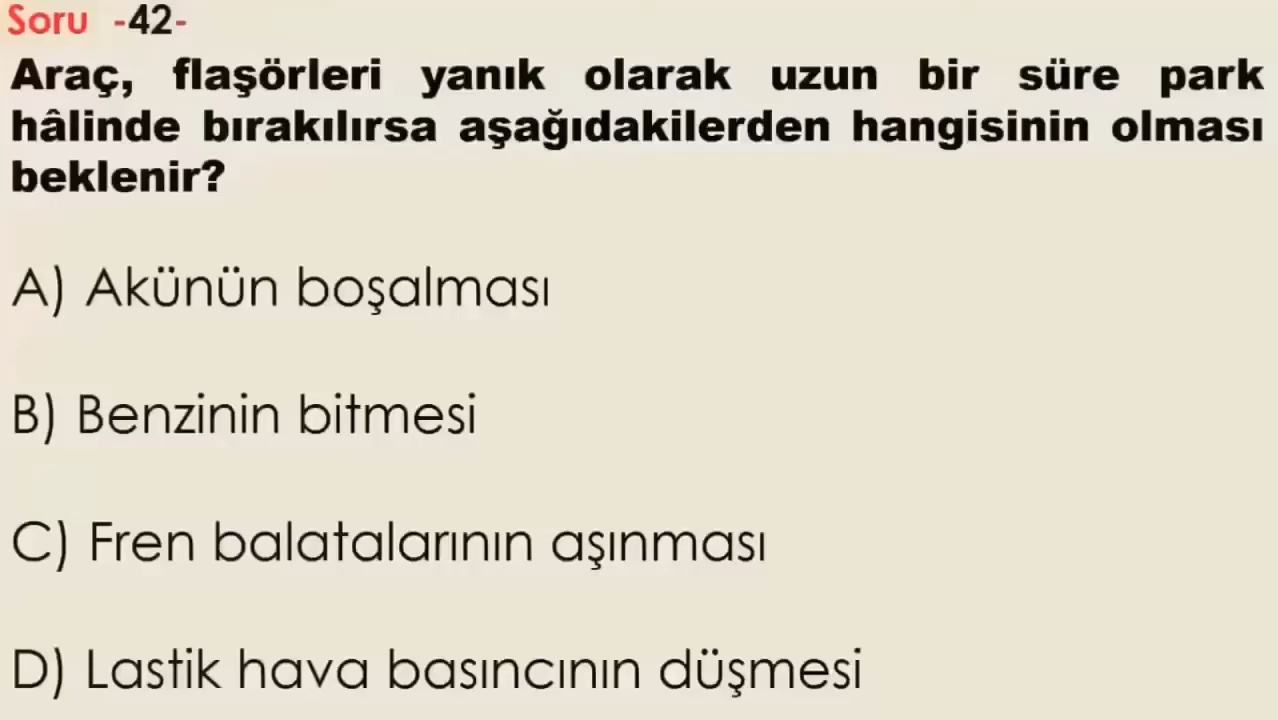 Soru -42-
Araç, flaşörleri yanık olarak uzun bir süre park
hâlinde bırakılırsa aşağıdakilerden hangisinin olması
beklenir?
A) Akünün boşalması
B) Benzinin bitmesi
C) Fren balatalarının aşınması
D) Lastik hava basıncının düşmesi